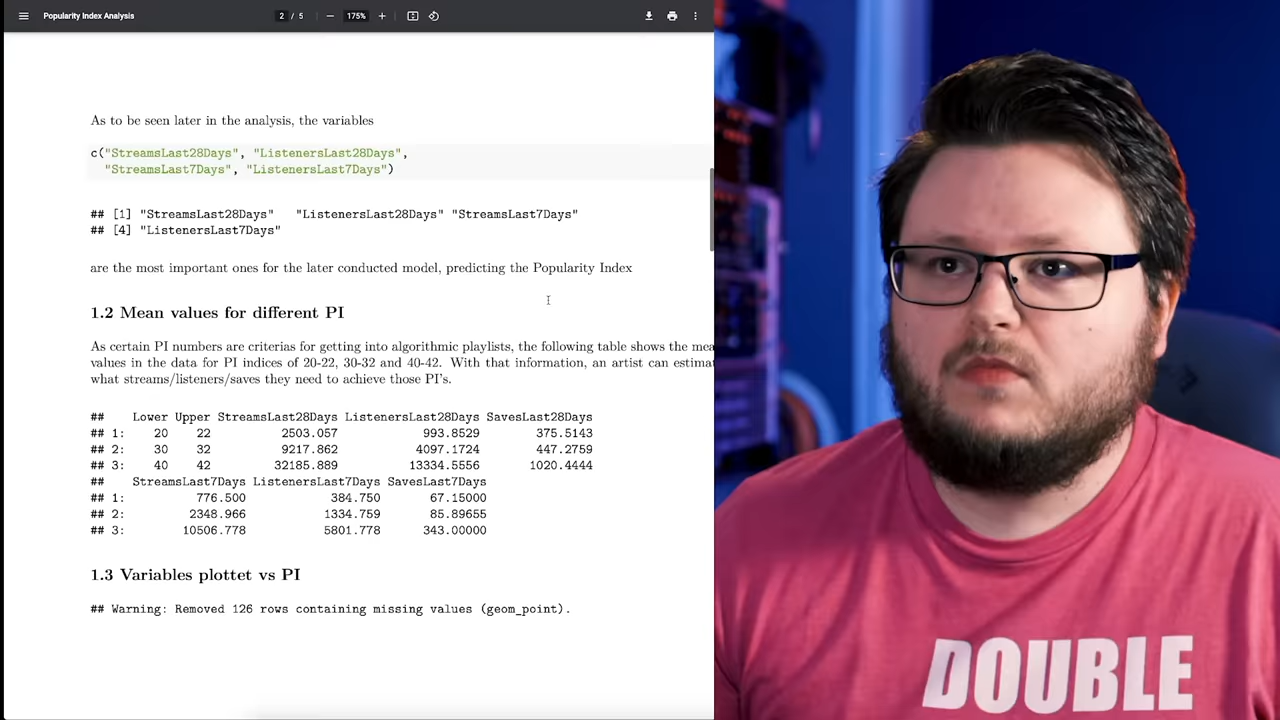 Popularity Index Analysis
2 / 5
175%
As to be seen later in the analysis, the variables
c("StreamsLast28Days", "ListenersLast28Days",
"StreamsLast7Days", "ListenersLast7Days")
## [1] "StreamsLast28Days" "ListenersLast28Days" "StreamsLast7Days"
## [4] "ListenersLast7Days"
are the most important ones for the later conducted model, predicting the Popularity Index
1.2 Mean values for different PI
As certain PI numbers are criterias for getting into algorithmic playlists, the following table shows the mea
values in the data for PI indices of 20-22, 30-32 and 40-42. With that information, an artist can estimat
what streams/listeners/saves they need to achieve those PI's.
## Lower Upper StreamsLast28Days ListenersLast28Days SavesLast28Days
## 1: 20 22 2503.057 993.8529 375.5143
## 2: 30 32 9217.862 4097.1724 447.2759
## 3: 40 42 32185.889 13334.5556 1020.4444
## StreamsLast7Days ListenersLast7Days SavesLast7Days
## 1: 776.500 384.750 67.15000
## 2: 2348.966 1334.759 85.89655
## 3: 10506.778 5801.778 343.00000
1.3 Variables plottet vs PI
## Warning: Removed 126 rows containing missing values (geom_point).
DOUBLE